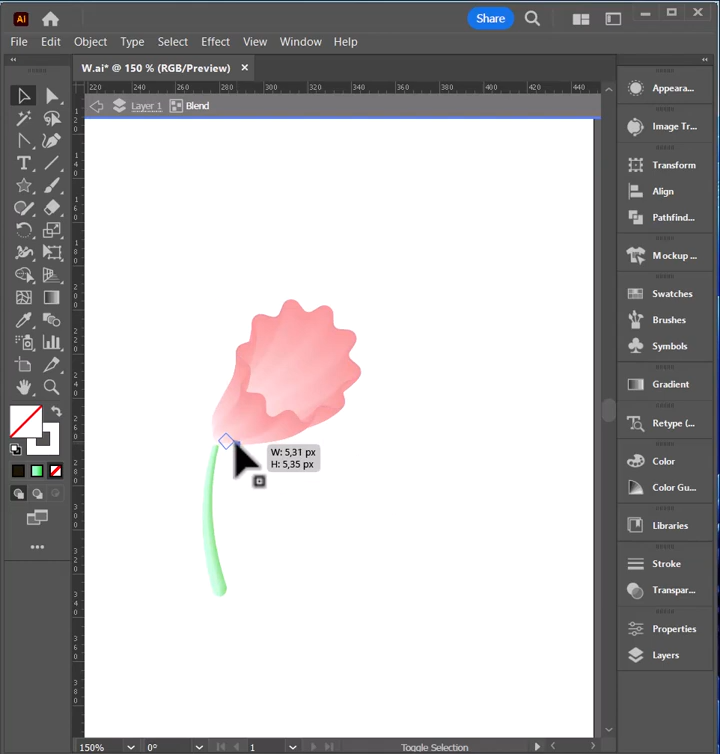 Ai
Share
File Edit Object Type Select Effect View Window Help
W.ai* @ 150 % (RGB/Preview)
220 260 280 300 320 340 360 380 400 420 440
Layer 1 Blend
Appeara...
Image Tr...
Transform
Align
Pathfind...
Mockup ...
Swatches
Brushes
Symbols
Gradient
Retype (...
Color
Color Gu...
Libraries
Stroke
Transpar...
Properties
Layers
W: 5,31 px
H: 5,35 px
150% 0° 1 Toggle Selection